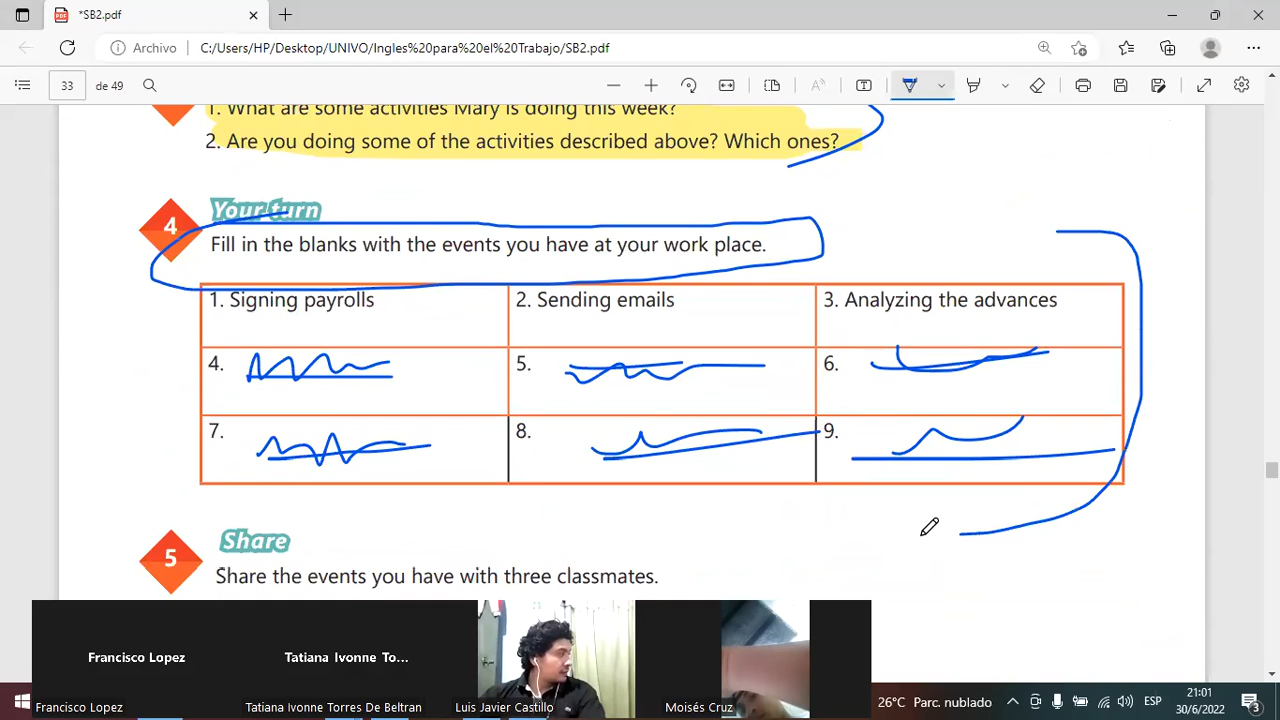 *SB2.pdf
Archivo
C:/Users/HP/Desktop/UNIVO/Ingles%20para%20el%20Trabajo/SB2.pdf
33
de 49
1. What are some activities Mary is doing this week?
2. Are you doing some of the activities described above? Which ones?
4
Your turn
Fill in the blanks with the events you have at your work place.
1. Signing payrolls
2. Sending emails
3. Analyzing the advances
4.
5.
6.
7.
8.
9.
5
Share
Share the events you have with three classmates.
Francisco Lopez
Tatiana Ivonne To...
Francisco Lopez
Tatiana Ivonne Torres De Beltran
Luis Javier Castillo
Moisés Cruz
26°C Parc. nublado
ESP
21:01
30/6/2022
3